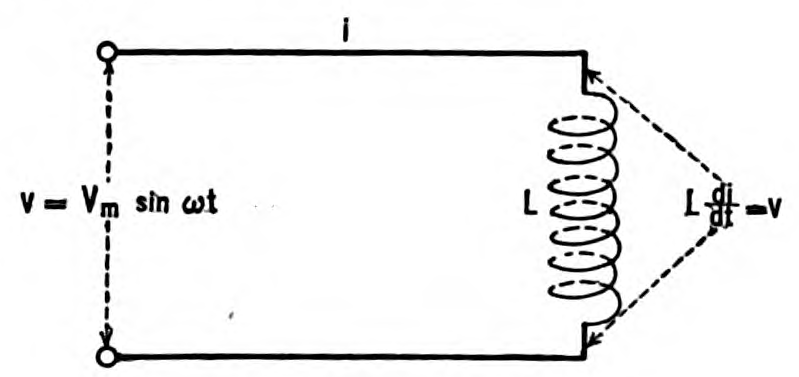 i
v = Vm sin ωt
L
L di/dt = v